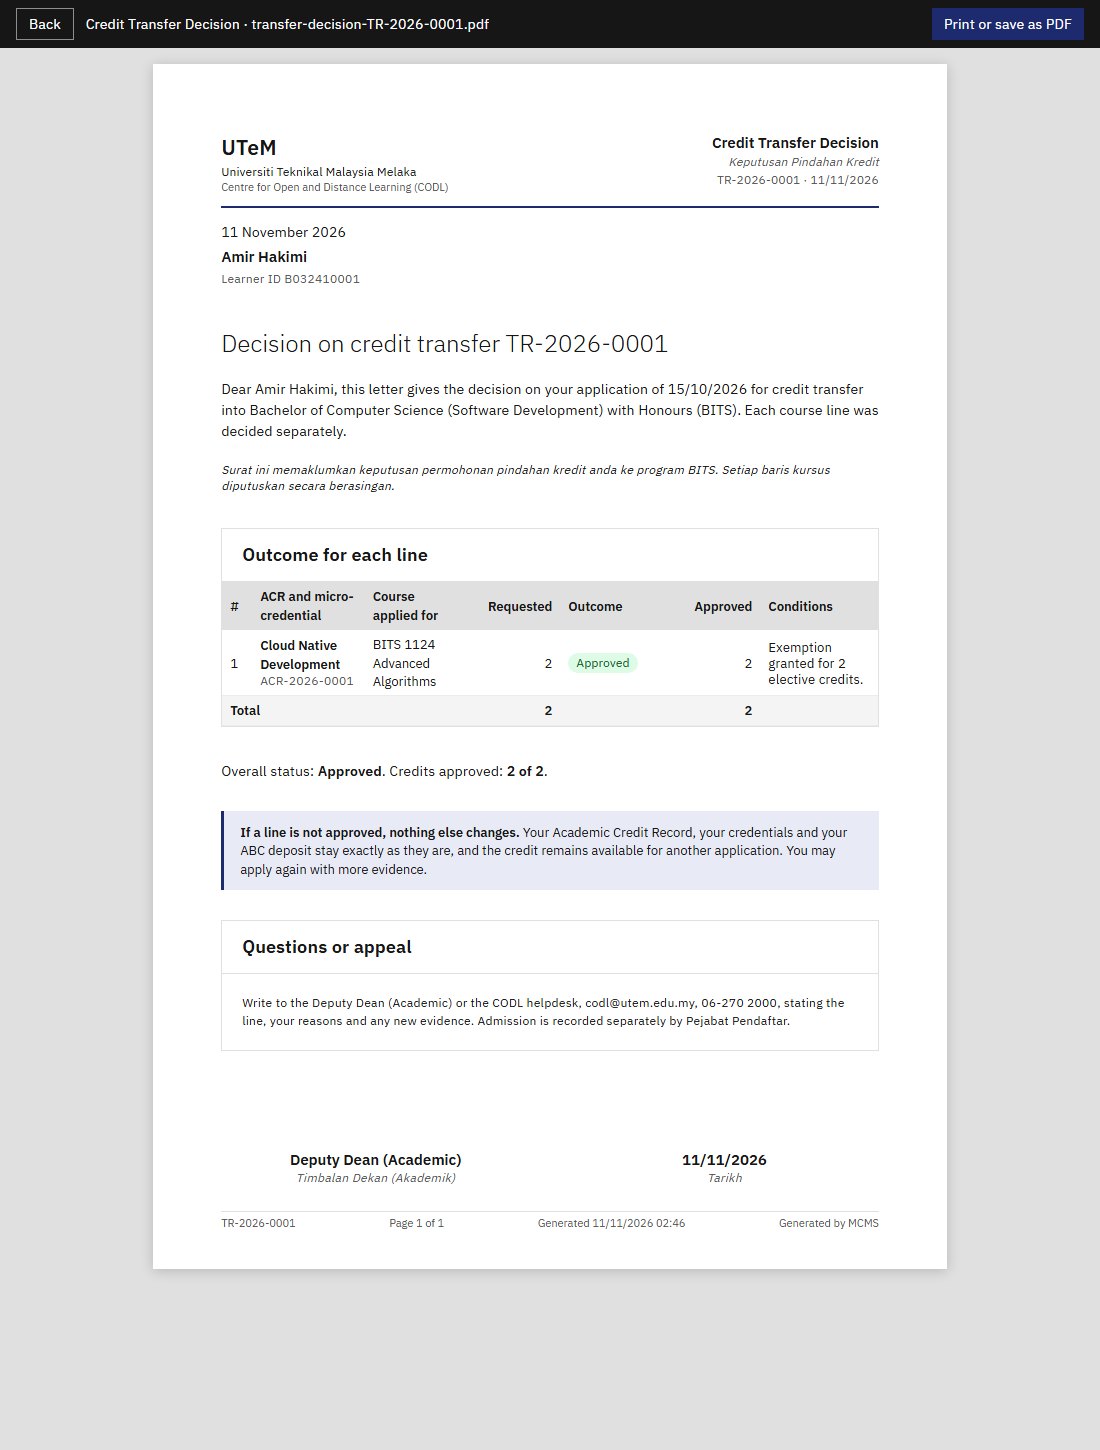 Back
Credit Transfer Decision · transfer-decision-TR-2026-0001.pdf
Print or save as PDF
UTeM
Universiti Teknikal Malaysia Melaka
Centre for Open and Distance Learning (CODL)
Credit Transfer Decision
Keputusan Pindahan Kredit
TR-2026-0001 · 11/11/2026
11 November 2026
Amir Hakimi
Learner ID B032410001
Decision on credit transfer TR-2026-0001
Dear Amir Hakimi, this letter gives the decision on your application of 15/10/2026 for credit transfer
into Bachelor of Computer Science (Software Development) with Honours (BITS). Each course line was
decided separately.
Surat ini memaklumkan keputusan permohonan pindahan kredit anda ke program BITS. Setiap baris kursus
diputuskan secara berasingan.
Outcome for each line
# ACR and micro-credential Course applied for Requested Outcome Approved Conditions
1 Cloud Native Development ACR-2026-0001 BITS 1124 Advanced Algorithms 2 Approved 2 Exemption granted for 2 elective credits.
Total 2 2
Overall status: Approved. Credits approved: 2 of 2.
If a line is not approved, nothing else changes. Your Academic Credit Record, your credentials and your
ABC deposit stay exactly as they are, and the credit remains available for another application. You may
apply again with more evidence.
Questions or appeal
Write to the Deputy Dean (Academic) or the CODL helpdesk, codl@utem.edu.my, 06-270 2000, stating the
line, your reasons and any new evidence. Admission is recorded separately by Pejabat Pendaftar.
Deputy Dean (Academic)
Timbalan Dekan (Akademik)
11/11/2026
Tarikh
TR-2026-0001 Page 1 of 1 Generated 11/11/2026 02:46 Generated by MCMS